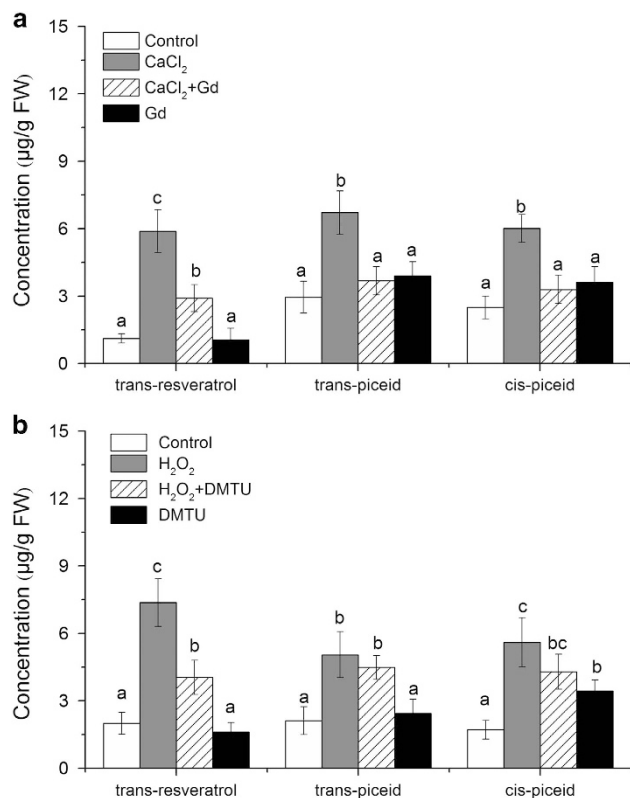 a
15
Control
CaCl₂
CaCl₂+Gd
Gd
12
9
6
3
0
Concentration (µg/g FW)
a c b a
a b a a
a b a a
trans-resveratrol trans-piceid cis-piceid
b
15
Control
H₂O₂
H₂O₂+DMTU
DMTU
12
9
6
3
0
Concentration (µg/g FW)
a c b a
a b b a
a c bc b
trans-resveratrol trans-piceid cis-piceid